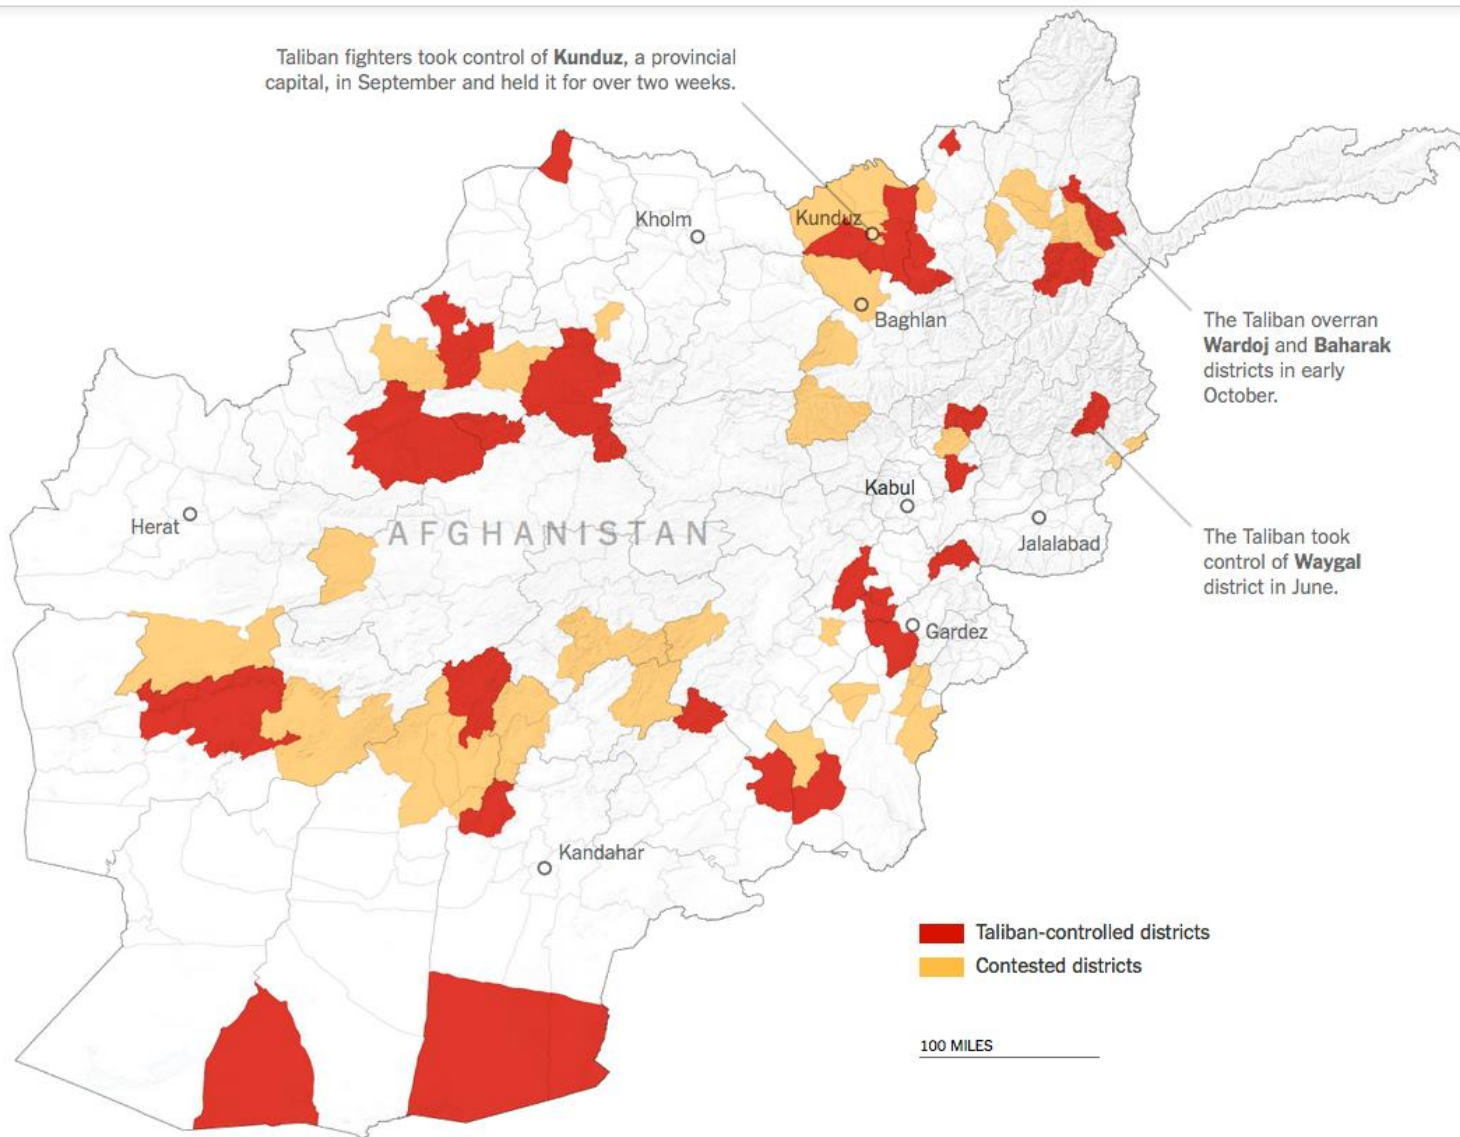 Taliban fighters took control of Kunduz, a provincial
capital, in September and held it for over two weeks.
Kholm
Kunduz
Baghlan
The Taliban overran
Wardoj and Baharak
districts in early
October.
Kabul
Herat
AFGHANISTAN
Jalalabad
The Taliban took
control of Waygal
district in June.
Gardez
Kandahar
Taliban-controlled districts
Contested districts
100 MILES